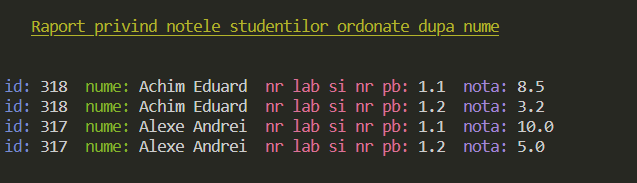 Raport privind notele studentilor ordonate dupa nume
id: 318 nume: Achim Eduard nr lab si nr pb: 1.1 nota: 8.5
id: 318 nume: Achim Eduard nr lab si nr pb: 1.2 nota: 3.2
id: 317 nume: Alexe Andrei nr lab si nr pb: 1.1 nota: 10.0
id: 317 nume: Alexe Andrei nr lab si nr pb: 1.2 nota: 5.0